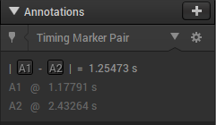 Annotations
Timing Marker Pair
| A1 - A2 | = 1.25473 s
A1 @ 1.17791 s
A2 @ 2.43264 s